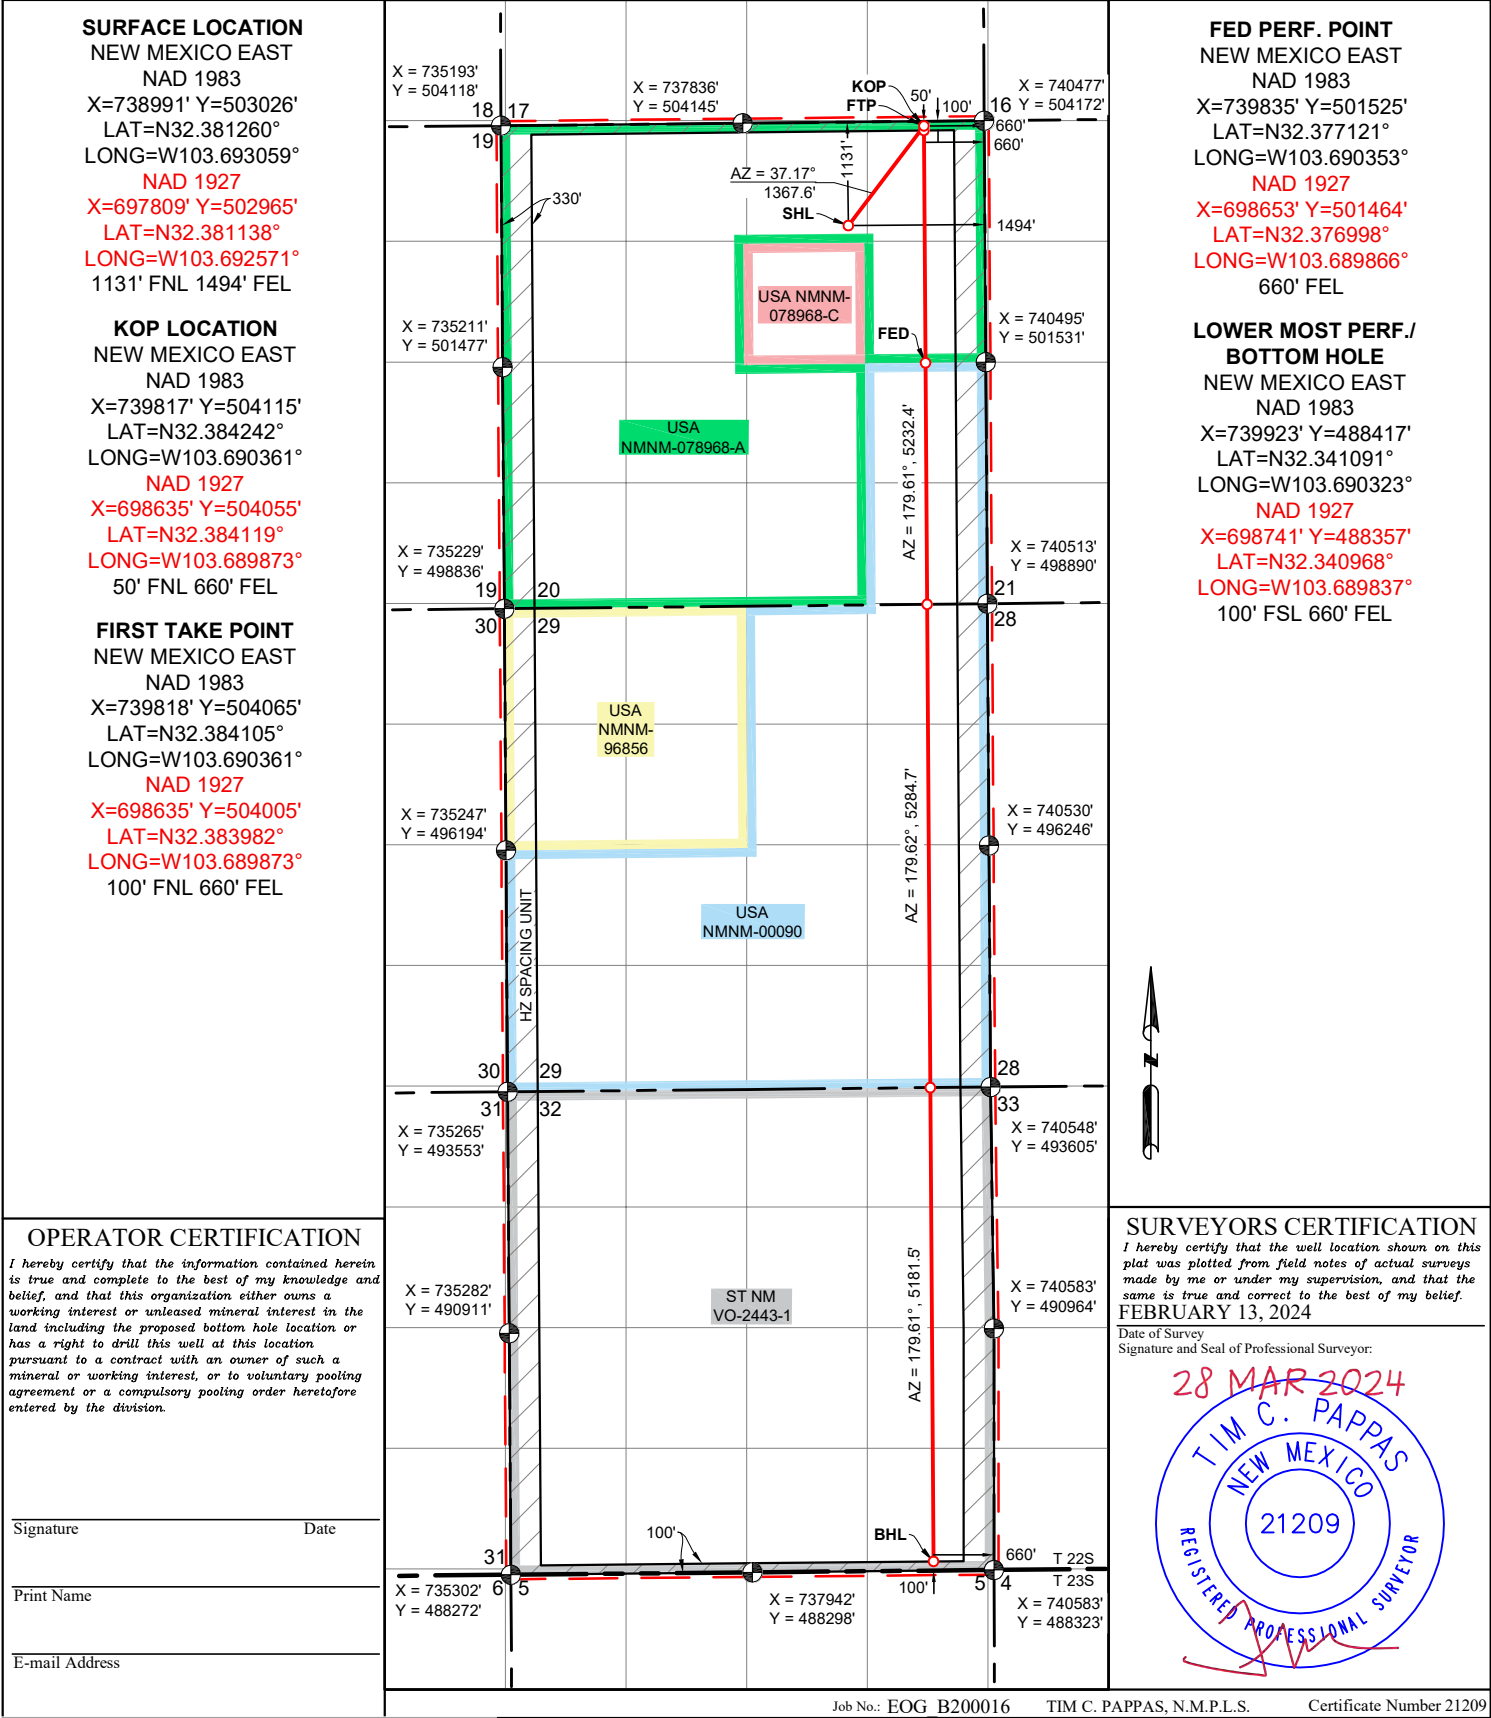 SURFACE LOCATION
NEW MEXICO EAST
NAD 1983
X=738991' Y=503026'
LAT=N32.381260°
LONG=W103.693059°
NAD 1927
X=697809' Y=502965'
LAT=N32.381138°
LONG=W103.692571°
1131' FNL 1494' FEL
KOP LOCATION
NEW MEXICO EAST
NAD 1983
X=739817' Y=504115'
LAT=N32.384242°
LONG=W103.690361°
NAD 1927
X=698635' Y=504055'
LAT=N32.384119°
LONG=W103.689873°
50' FNL 660' FEL
FIRST TAKE POINT
NEW MEXICO EAST
NAD 1983
X=739818' Y=504065'
LAT=N32.384105°
LONG=W103.690361°
NAD 1927
X=698635' Y=504005'
LAT=N32.383982°
LONG=W103.689873°
100' FNL 660' FEL
OPERATOR CERTIFICATION
I hereby certify that the information contained herein
is true and complete to the best of my knowledge and
belief, and that this organization either owns a
working interest or unleased mineral interest in the
land including the proposed bottom hole location or
has a right to drill this well at this location
pursuant to a contract with an owner of such a
mineral or working interest, or to voluntary pooling
agreement or a compulsory pooling order heretofore
entered by the division.
Signature Date
Print Name
E-mail Address
X = 735193'
Y = 504118'
X = 737836'
Y = 504145'
KOP
FTP
50'
100'
X = 740477'
Y = 504172'
18 17
16
19
660'
660'
1131'
AZ = 37.17°
1367.6'
330'
SHL
1494'
USA NMNM-
078968-C
X = 735211'
Y = 501477'
FED
X = 740495'
Y = 501531'
USA
NMNM-078968-A
AZ = 179.61°, 5232.4'
X = 735229'
Y = 498836'
X = 740513'
Y = 498890'
19 20
21
30 29
28
USA
NMNM-
96856
X = 735247'
Y = 496194'
AZ = 179.62°, 5284.7'
X = 740530'
Y = 496246'
HZ SPACING UNIT
USA
NMNM-00090
30 29
28
31 32
33
X = 735265'
Y = 493553'
X = 740548'
Y = 493605'
X = 735282'
Y = 490911'
ST NM
VO-2443-1
AZ = 179.61°, 5181.5'
X = 740583'
Y = 490964'
100'
BHL
660'
T 22S
T 23S
31
6 5
100'
5 4
X = 735302'
Y = 488272'
X = 737942'
Y = 488298'
X = 740583'
Y = 488323'
FED PERF. POINT
NEW MEXICO EAST
NAD 1983
X=739835' Y=501525'
LAT=N32.377121°
LONG=W103.690353°
NAD 1927
X=698653' Y=501464'
LAT=N32.376998°
LONG=W103.689866°
660' FEL
LOWER MOST PERF./
BOTTOM HOLE
NEW MEXICO EAST
NAD 1983
X=739923' Y=488417'
LAT=N32.341091°
LONG=W103.690323°
NAD 1927
X=698741' Y=488357'
LAT=N32.340968°
LONG=W103.689837°
100' FSL 660' FEL
Z
SURVEYORS CERTIFICATION
I hereby certify that the well location shown on this
plat was plotted from field notes of actual surveys
made by me or under my supervision, and that the
same is true and correct to the best of my belief.
FEBRUARY 13, 2024
Date of Survey
Signature and Seal of Professional Surveyor:
28 MAR 2024
TIM C. PAPPAS
NEW MEXICO
21209
REGISTERED PROFESSIONAL SURVEYOR
Job No.: EOG_B200016 TIM C. PAPPAS, N.M.P.L.S. Certificate Number 21209